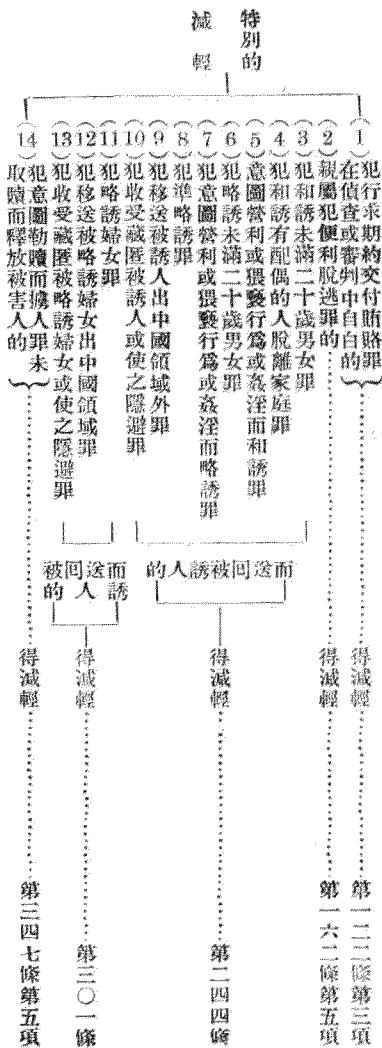 特別的
減輕
(1)犯行求期約交付賄賂罪
在偵查或審判中自白的
得減輕
第一二二條第三項
(2)親屬犯便利脫逃罪的
得減輕
第一六二條第五項
(3)犯和誘未滿二十歲男女罪
(4)犯和誘有配偶的人脫離家庭罪
(5)意圖營利或猥褻行爲或姦淫而和誘罪
(6)犯略誘未滿二十歲男女罪
(7)犯意圖營利或猥褻行爲或姦淫而略誘罪
(8)犯準略誘罪
(9)犯移送被誘人出中國領域外罪
(10)犯收受藏匿被誘人或使之隱避罪
而送回被誘人的
得減輕
第二四四條
(11)犯略誘婦女罪
(12)犯移送被略誘婦女出中國領域罪
(13)犯收受藏匿被略誘婦女或使之隱避罪
而送回被誘人的
得減輕
第三〇一條
(14)犯意圖勒贖而擄人罪未
取贖而釋放被害人的
得減輕
第三四七條第五項